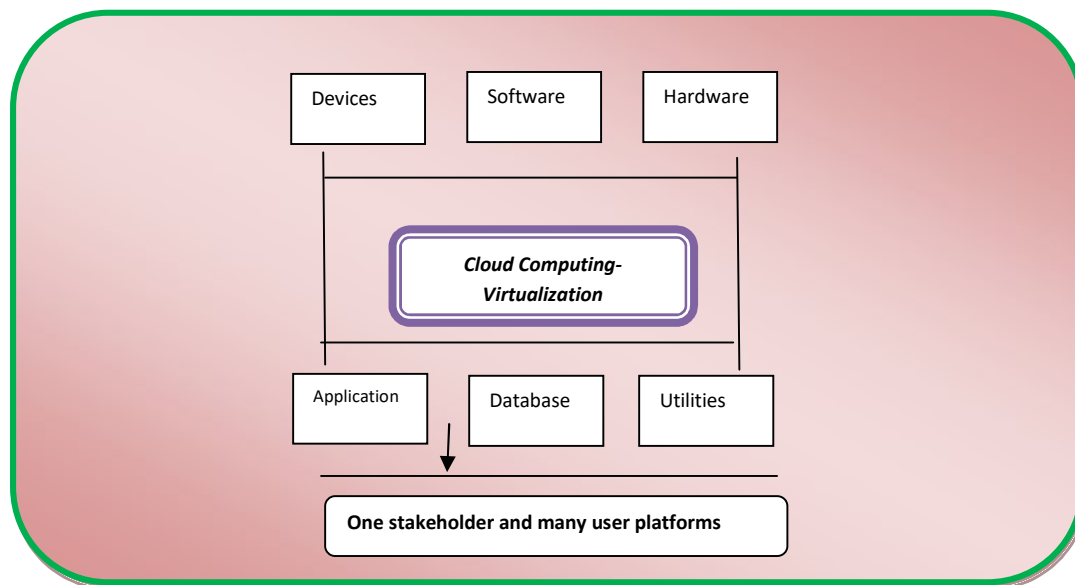 Devices
Software
Hardware
Cloud Computing-
Virtualization
Application
Database
Utilities
One stakeholder and many user platforms